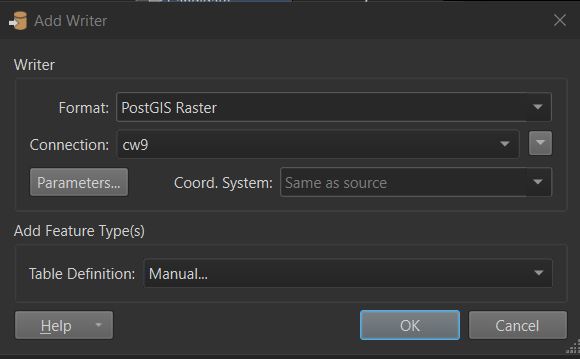 Add Writer
Writer
Format: PostGIS Raster
Connection: cw9
Parameters... Coord. System: Same as source
Add Feature Type(s)
Table Definition: Manual...
Help OK Cancel